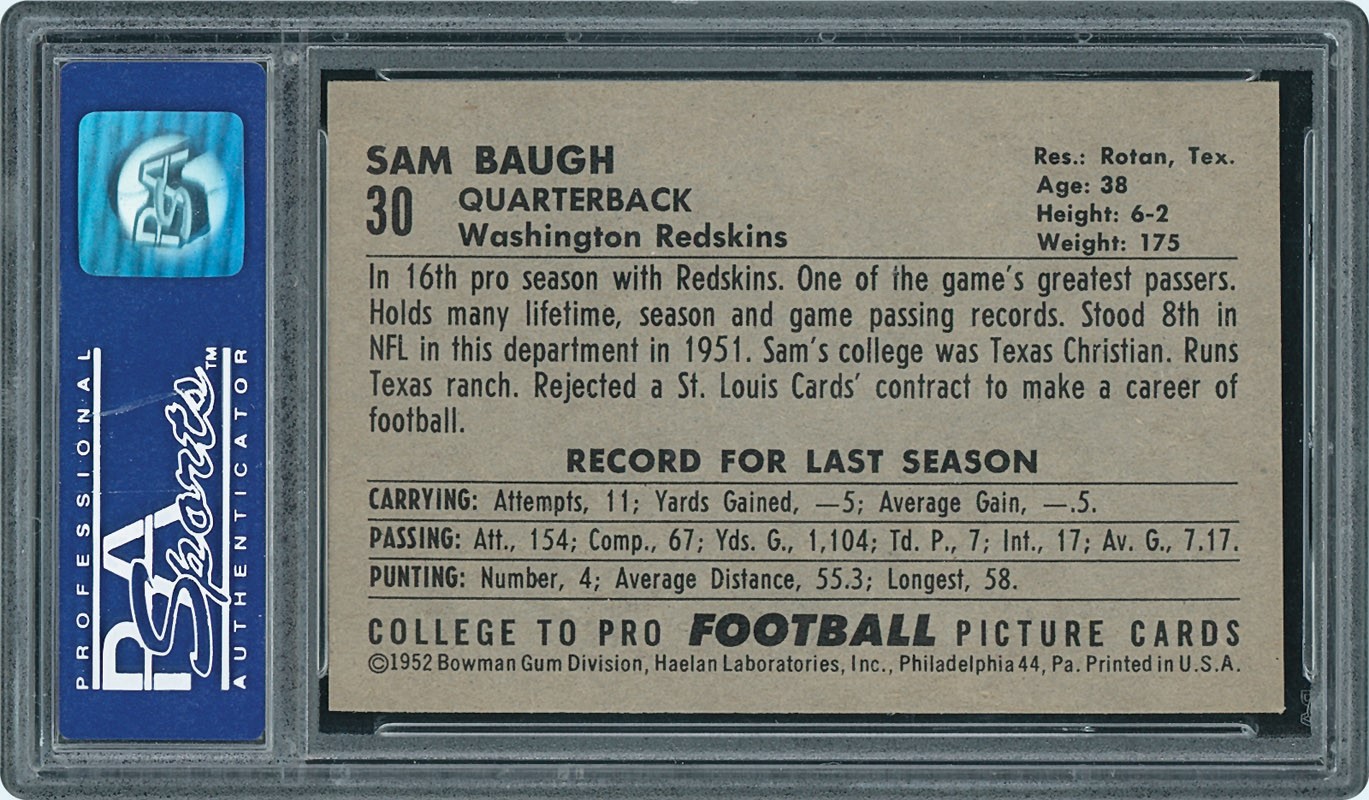 SAM BAUGH
30
QUARTERBACK
Washington Redskins
Res.: Rotan, Tex.
Age: 38
Height: 6-2
Weight: 175
In 16th pro season with Redskins. One of the game's greatest passers.
Holds many lifetime, season and game passing records. Stood 8th in
NFL in this department in 1951. Sam's college was Texas Christian. Runs
Texas ranch. Rejected a St. Louis Cards' contract to make a career of
football.
RECORD FOR LAST SEASON
CARRYING: Attempts, 11; Yards Gained, —5; Average Gain, —.5.
PASSING: Att., 154; Comp., 67; Yds. G., 1,104; Td. P., 7; Int., 17; Av. G., 7.17.
PUNTING: Number, 4; Average Distance, 55.3; Longest, 58.
COLLEGE TO PRO FOOTBALL PICTURE CARDS
©1952 Bowman Gum Division, Haelan Laboratories, Inc., Philadelphia 44, Pa. Printed in U.S.A.
PSA
PROFESSIONAL
PSA Sports™
AUTHENTICATOR